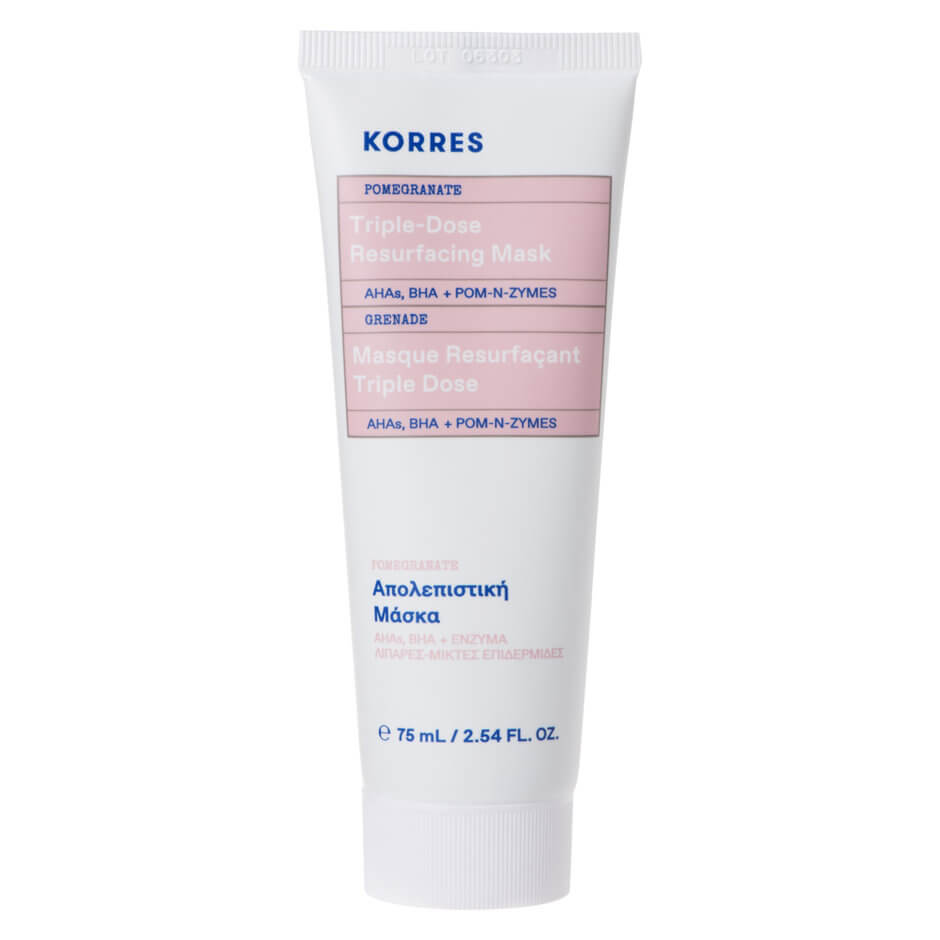 LOT 06303
KORRES
POMEGRANATE
Triple-Dose
Resurfacing Mask
AHAs, BHA + POM-N-ZYMES
GRENADE
Masque Resurfaçant
Triple Dose
AHAs, BHA + POM-N-ZYMES
POMEGRANATE
Απολεπιστική
Μάσκα
AHAs, BHA + ENZYMA
ΛΙΠΑΡΕΣ-ΜΙΚΤΕΣ ΕΠΙΔΕΡΜΙΔΕΣ
℮ 75 mL / 2.54 FL. OZ.